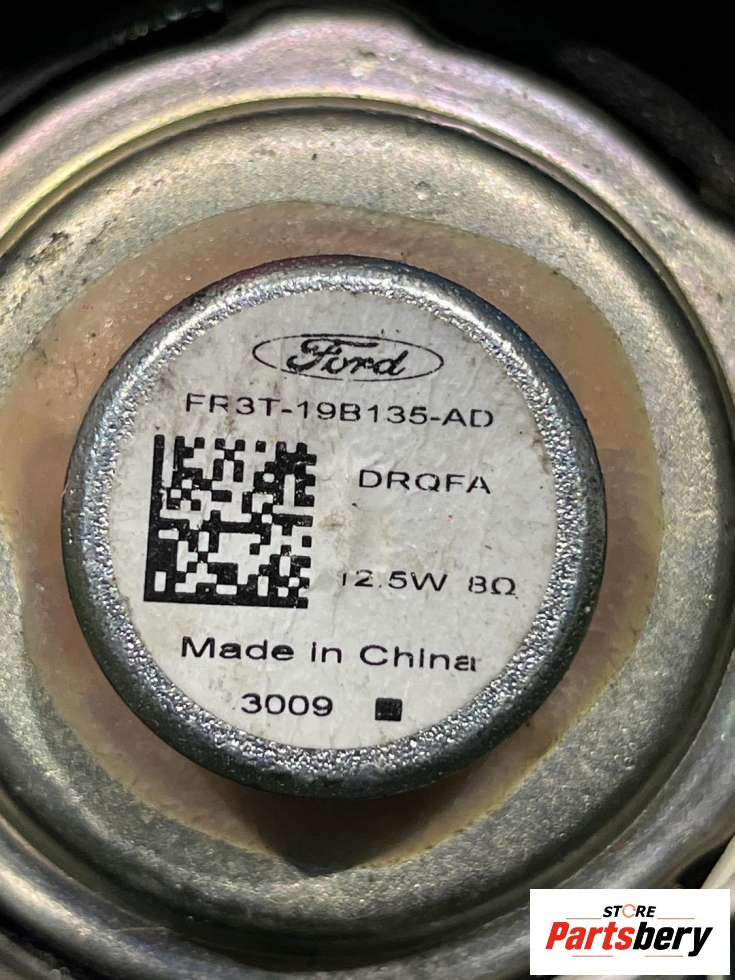 Ford
FR3T-19B135-AD
DRQFA
12.5W 8Ω
Made in China
3009
STORE
Partsbery